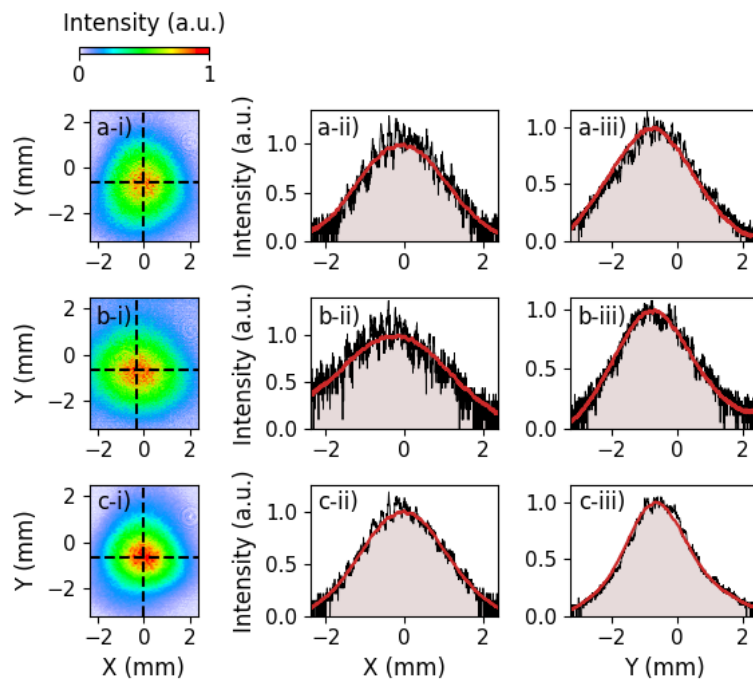 Intensity (a.u.)
0 1
a-i) a-ii) a-iii)
Y (mm) 2 0 −2
Intensity (a.u.) 1.0 0.5 0.0
1.0 0.5 0.0
−2 0 2 −2 0 2 −2 0 2
b-i) b-ii) b-iii)
Y (mm) 2 0 −2
Intensity (a.u.) 1.0 0.5 0.0
1.0 0.5 0.0
−2 0 2 −2 0 2 −2 0 2
c-i) c-ii) c-iii)
Y (mm) 2 0 −2
Intensity (a.u.) 1.0 0.5 0.0
1.0 0.5 0.0
−2 0 2 −2 0 2 −2 0 2
X (mm) X (mm) Y (mm)